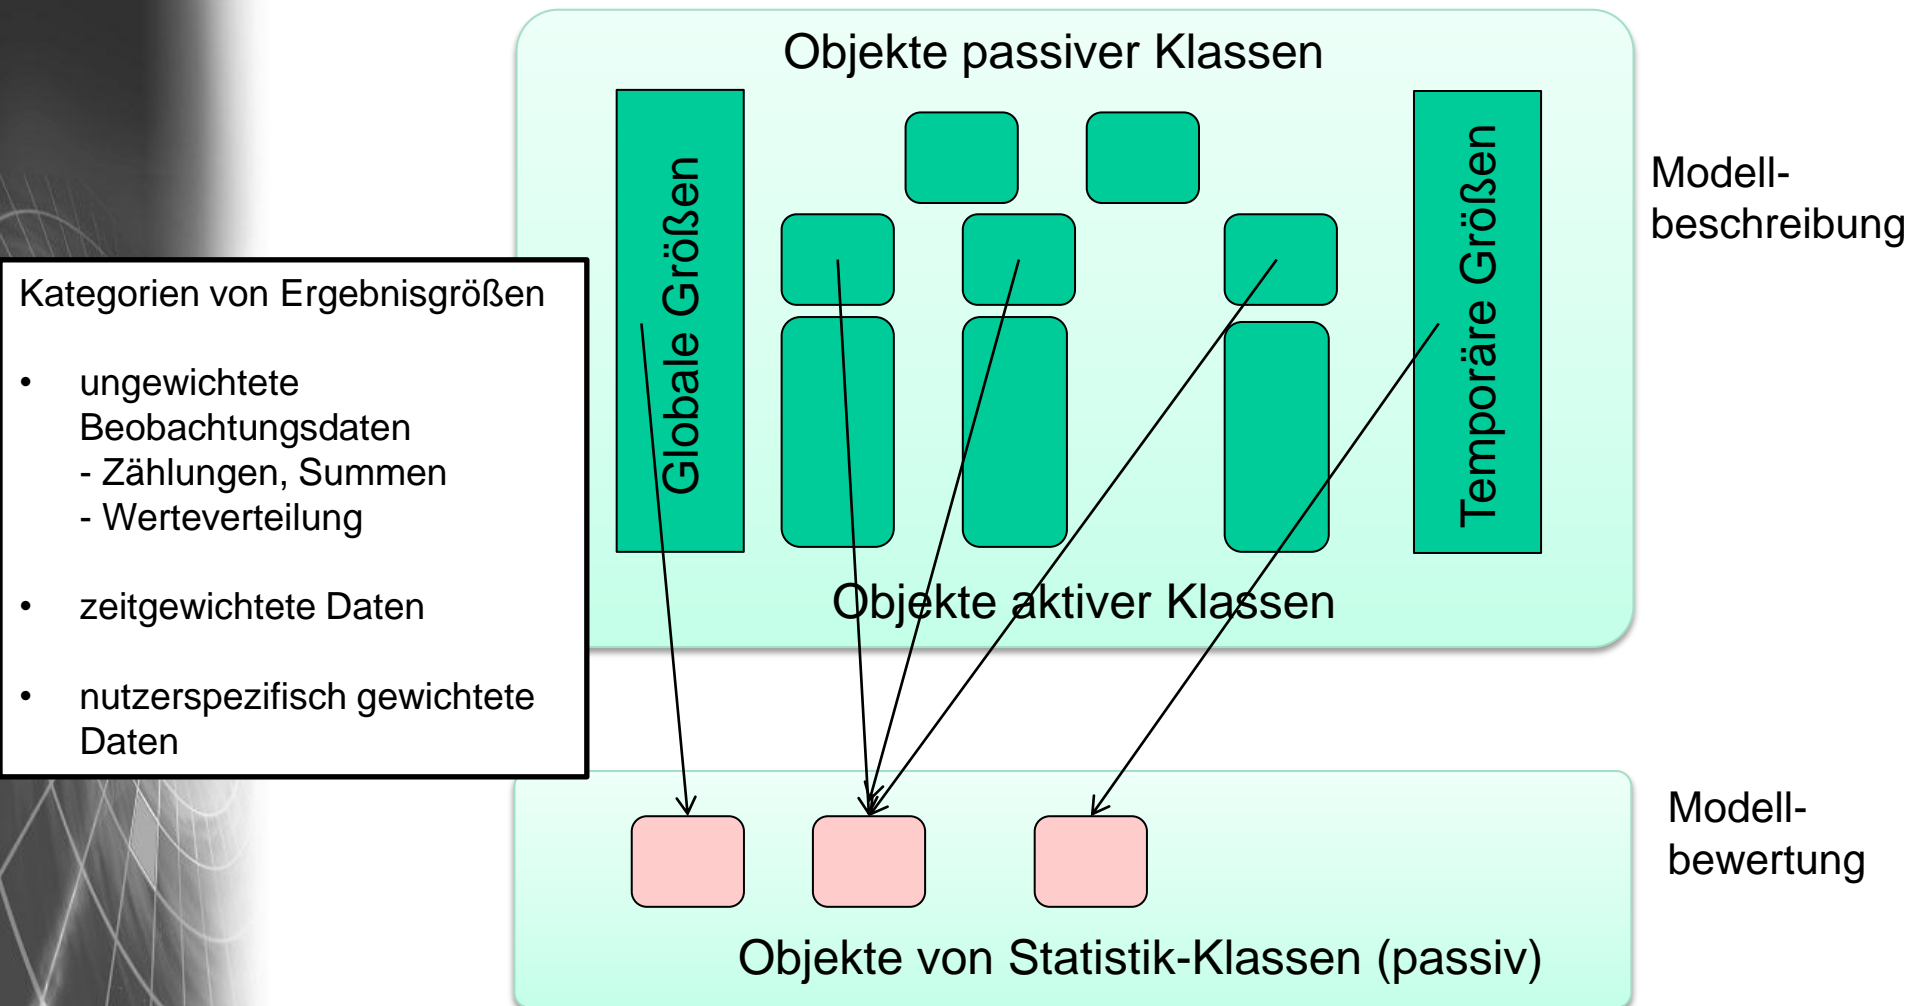 Objekte passiver Klassen
Globale Größen
Temporäre Größen
Modell-
beschreibung
Kategorien von Ergebnisgrößen
• ungewichtete
Beobachtungsdaten
- Zählungen, Summen
- Werteverteilung
• zeitgewichtete Daten
• nutzerspezifisch gewichtete
Daten
Objekte aktiver Klassen
Modell-
bewertung
Objekte von Statistik-Klassen (passiv)